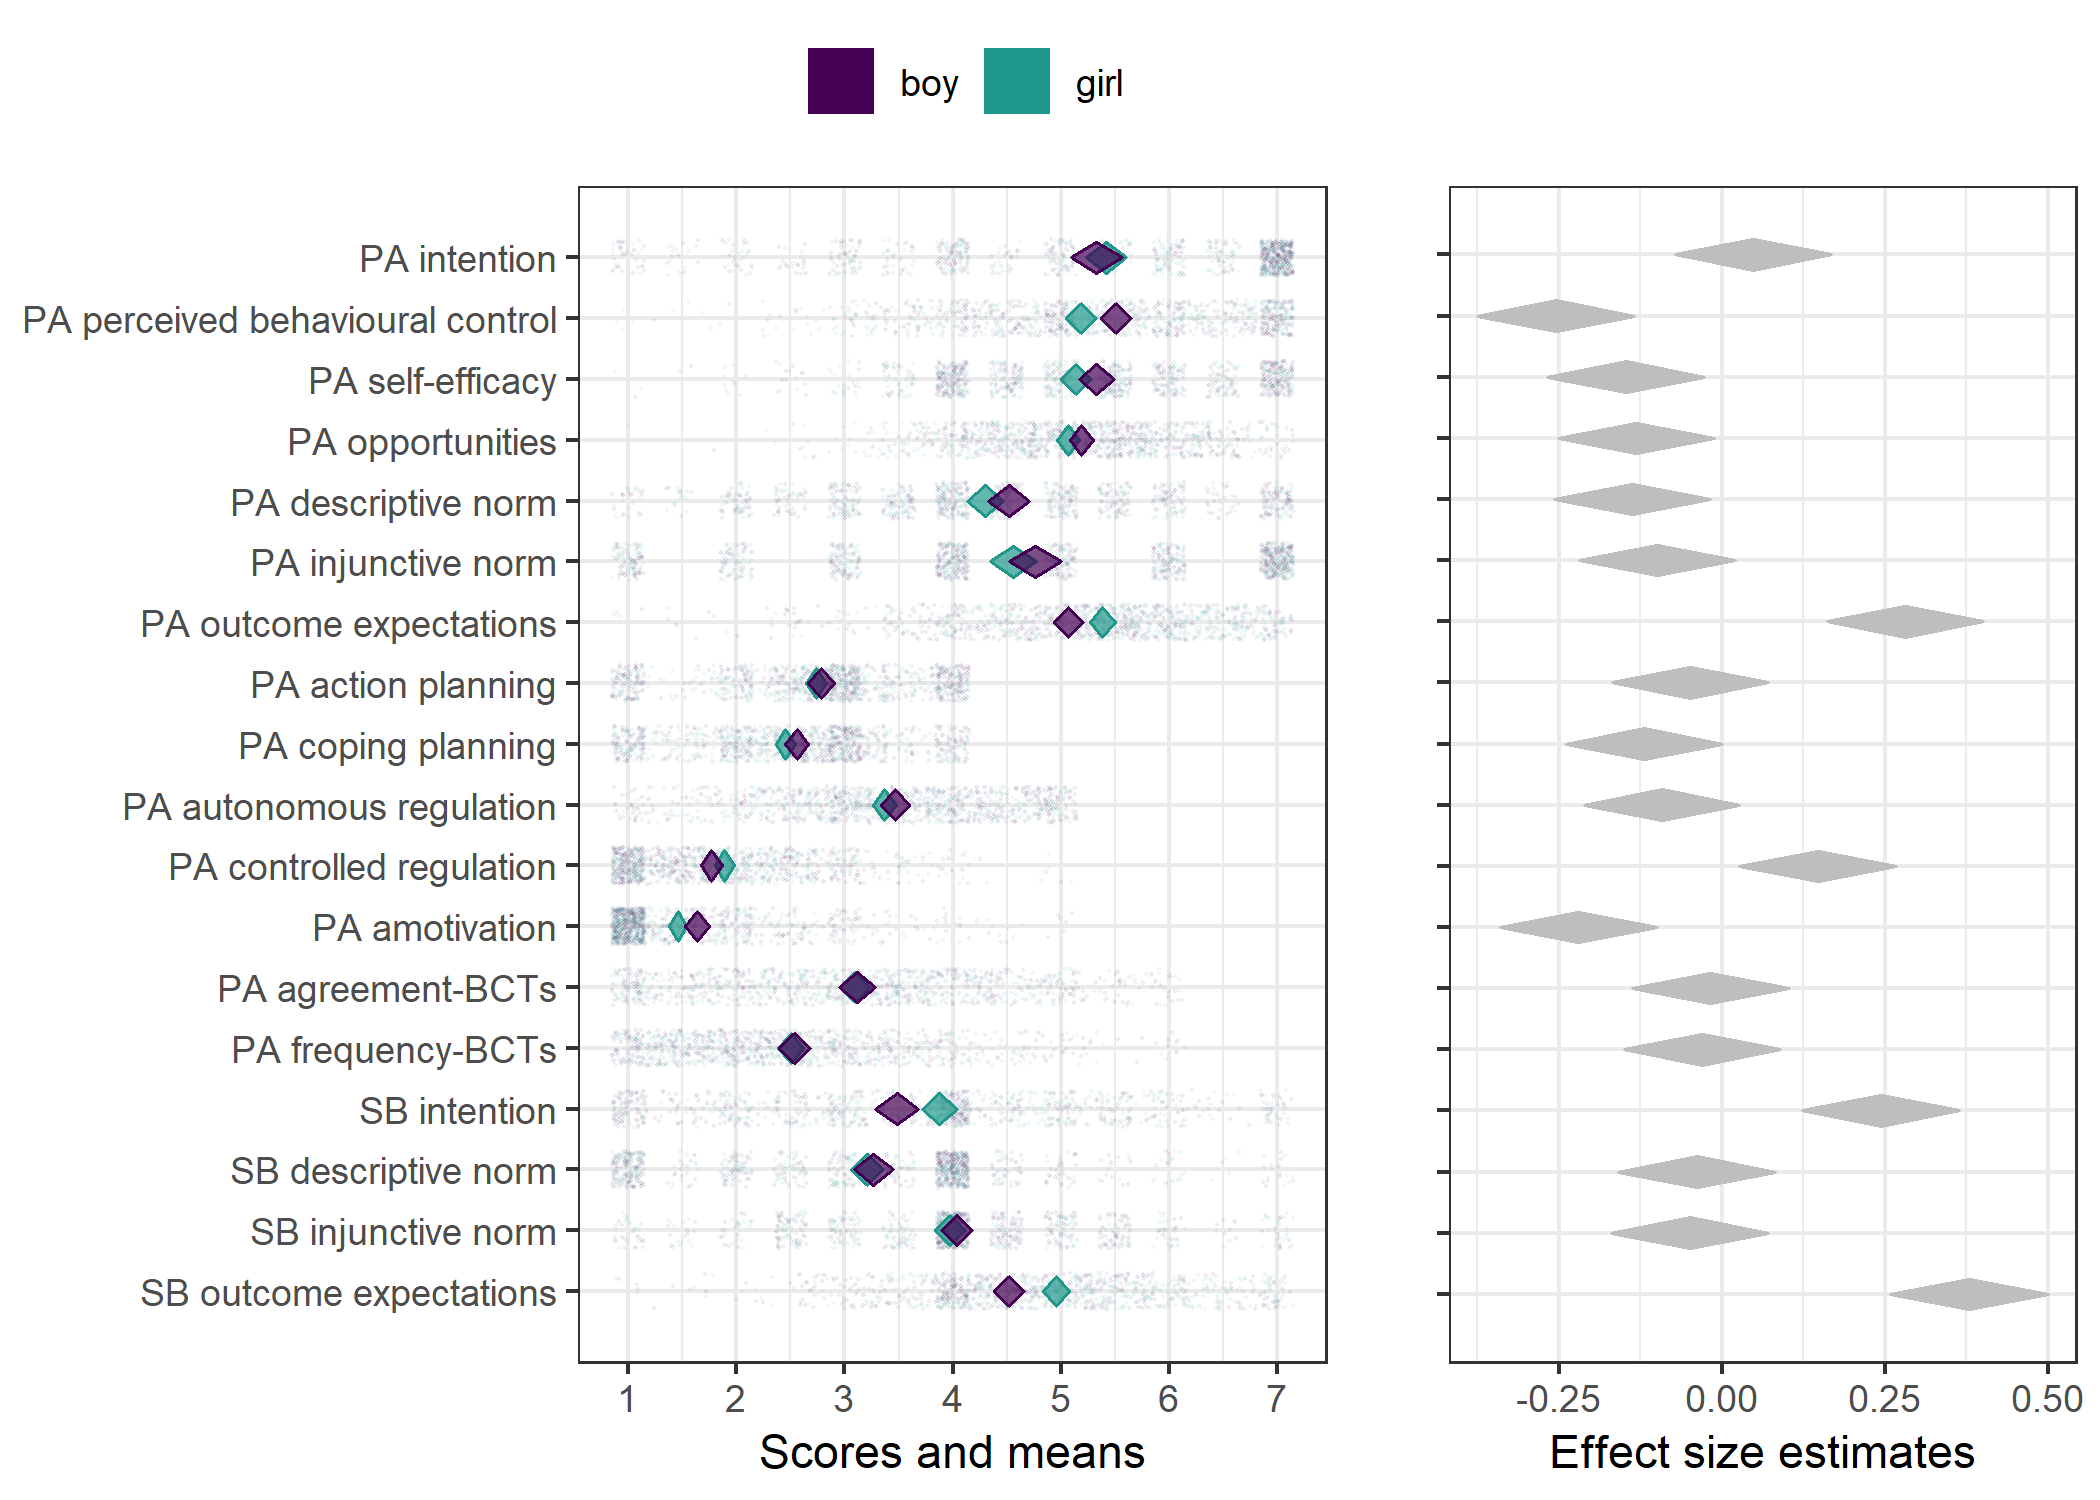 boy girl
PA intention
PA perceived behavioural control
PA self-efficacy
PA opportunities
PA descriptive norm
PA injunctive norm
PA outcome expectations
PA action planning
PA coping planning
PA autonomous regulation
PA controlled regulation
PA amotivation
PA agreement-BCTs
PA frequency-BCTs
SB intention
SB descriptive norm
SB injunctive norm
SB outcome expectations
1 2 3 4 5 6 7
Scores and means
-0.25 0.00 0.25 0.50
Effect size estimates